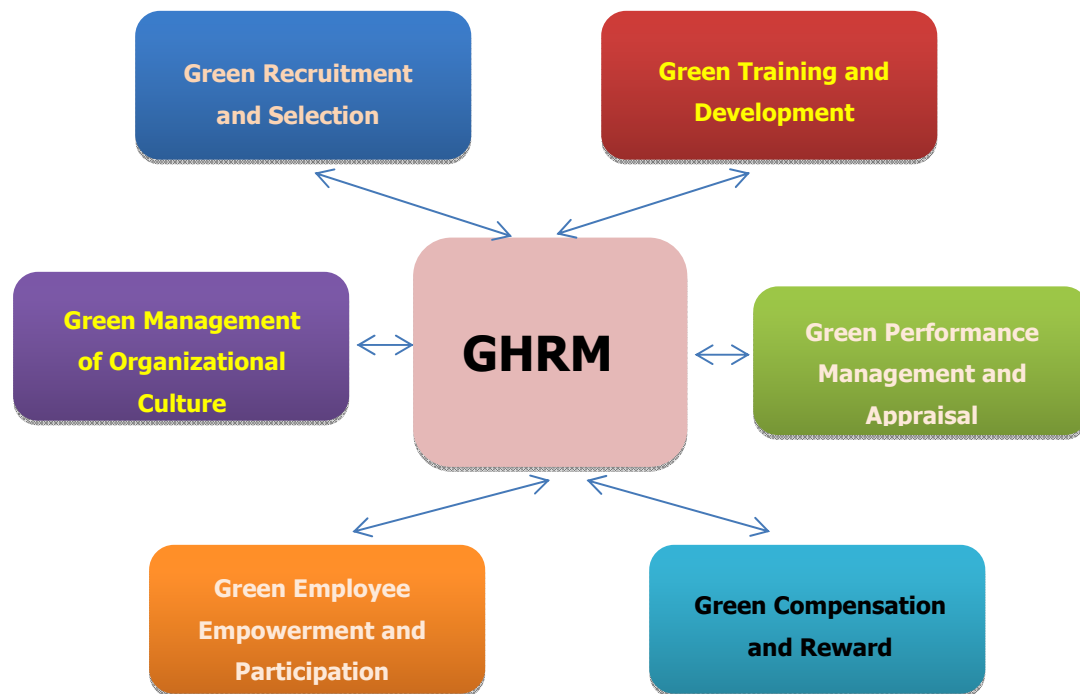 Green Recruitment
and Selection
Green Training and
Development
Green Management
of Organizational
Culture
GHRM
Green Performance
Management and
Appraisal
Green Employee
Empowerment and
Participation
Green Compensation
and Reward